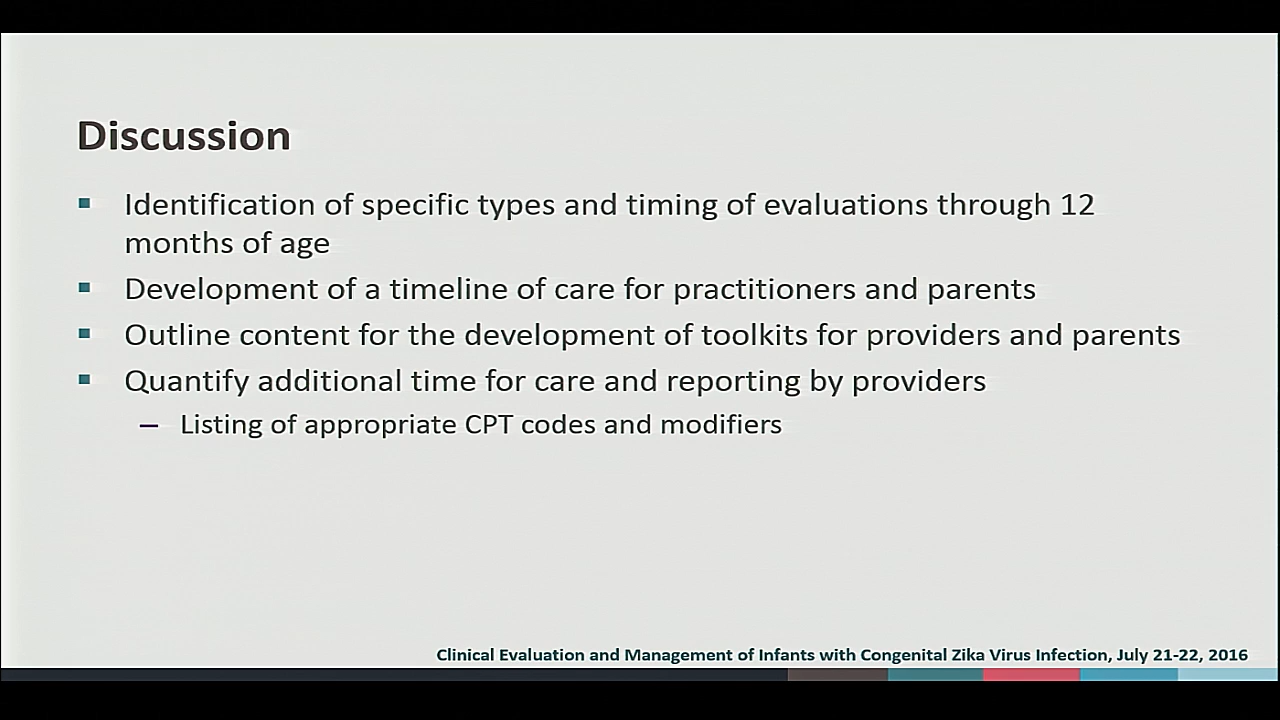 Discussion
Identification of specific types and timing of evaluations through 12
months of age
Development of a timeline of care for practitioners and parents
Outline content for the development of toolkits for providers and parents
Quantify additional time for care and reporting by providers
– Listing of appropriate CPT codes and modifiers
Clinical Evaluation and Management of Infants with Congenital Zika Virus Infection, July 21-22, 2016